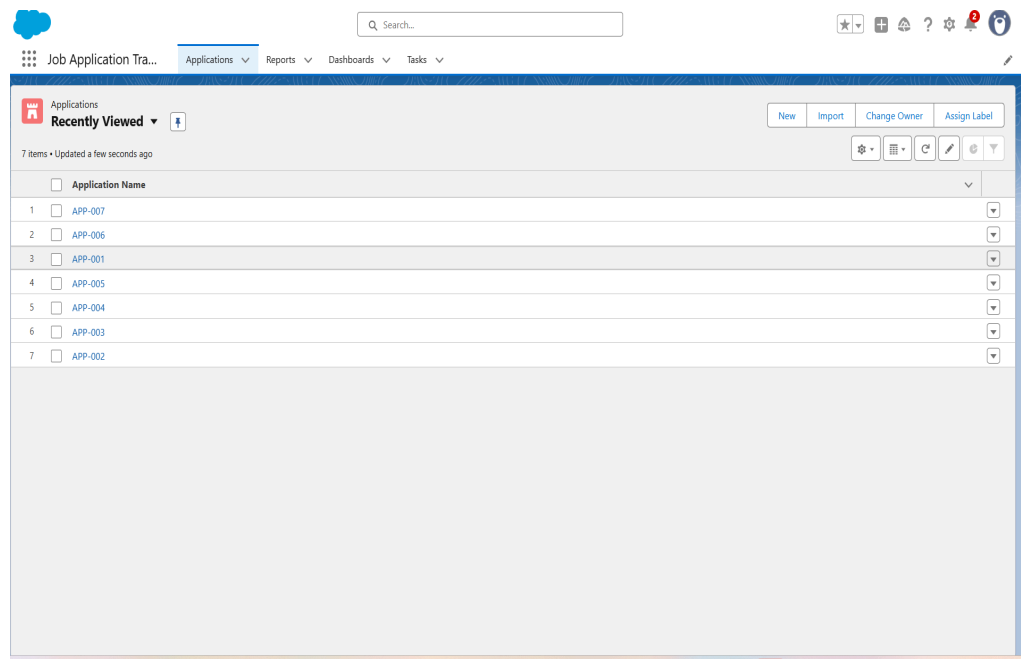 Search...
2
Job Application Tra...
Applications
Reports
Dashboards
Tasks
Applications
Recently Viewed
New
Import
Change Owner
Assign Label
7 items • Updated a few seconds ago
Application Name
1 APP-007
2 APP-006
3 APP-001
4 APP-005
5 APP-004
6 APP-003
7 APP-002